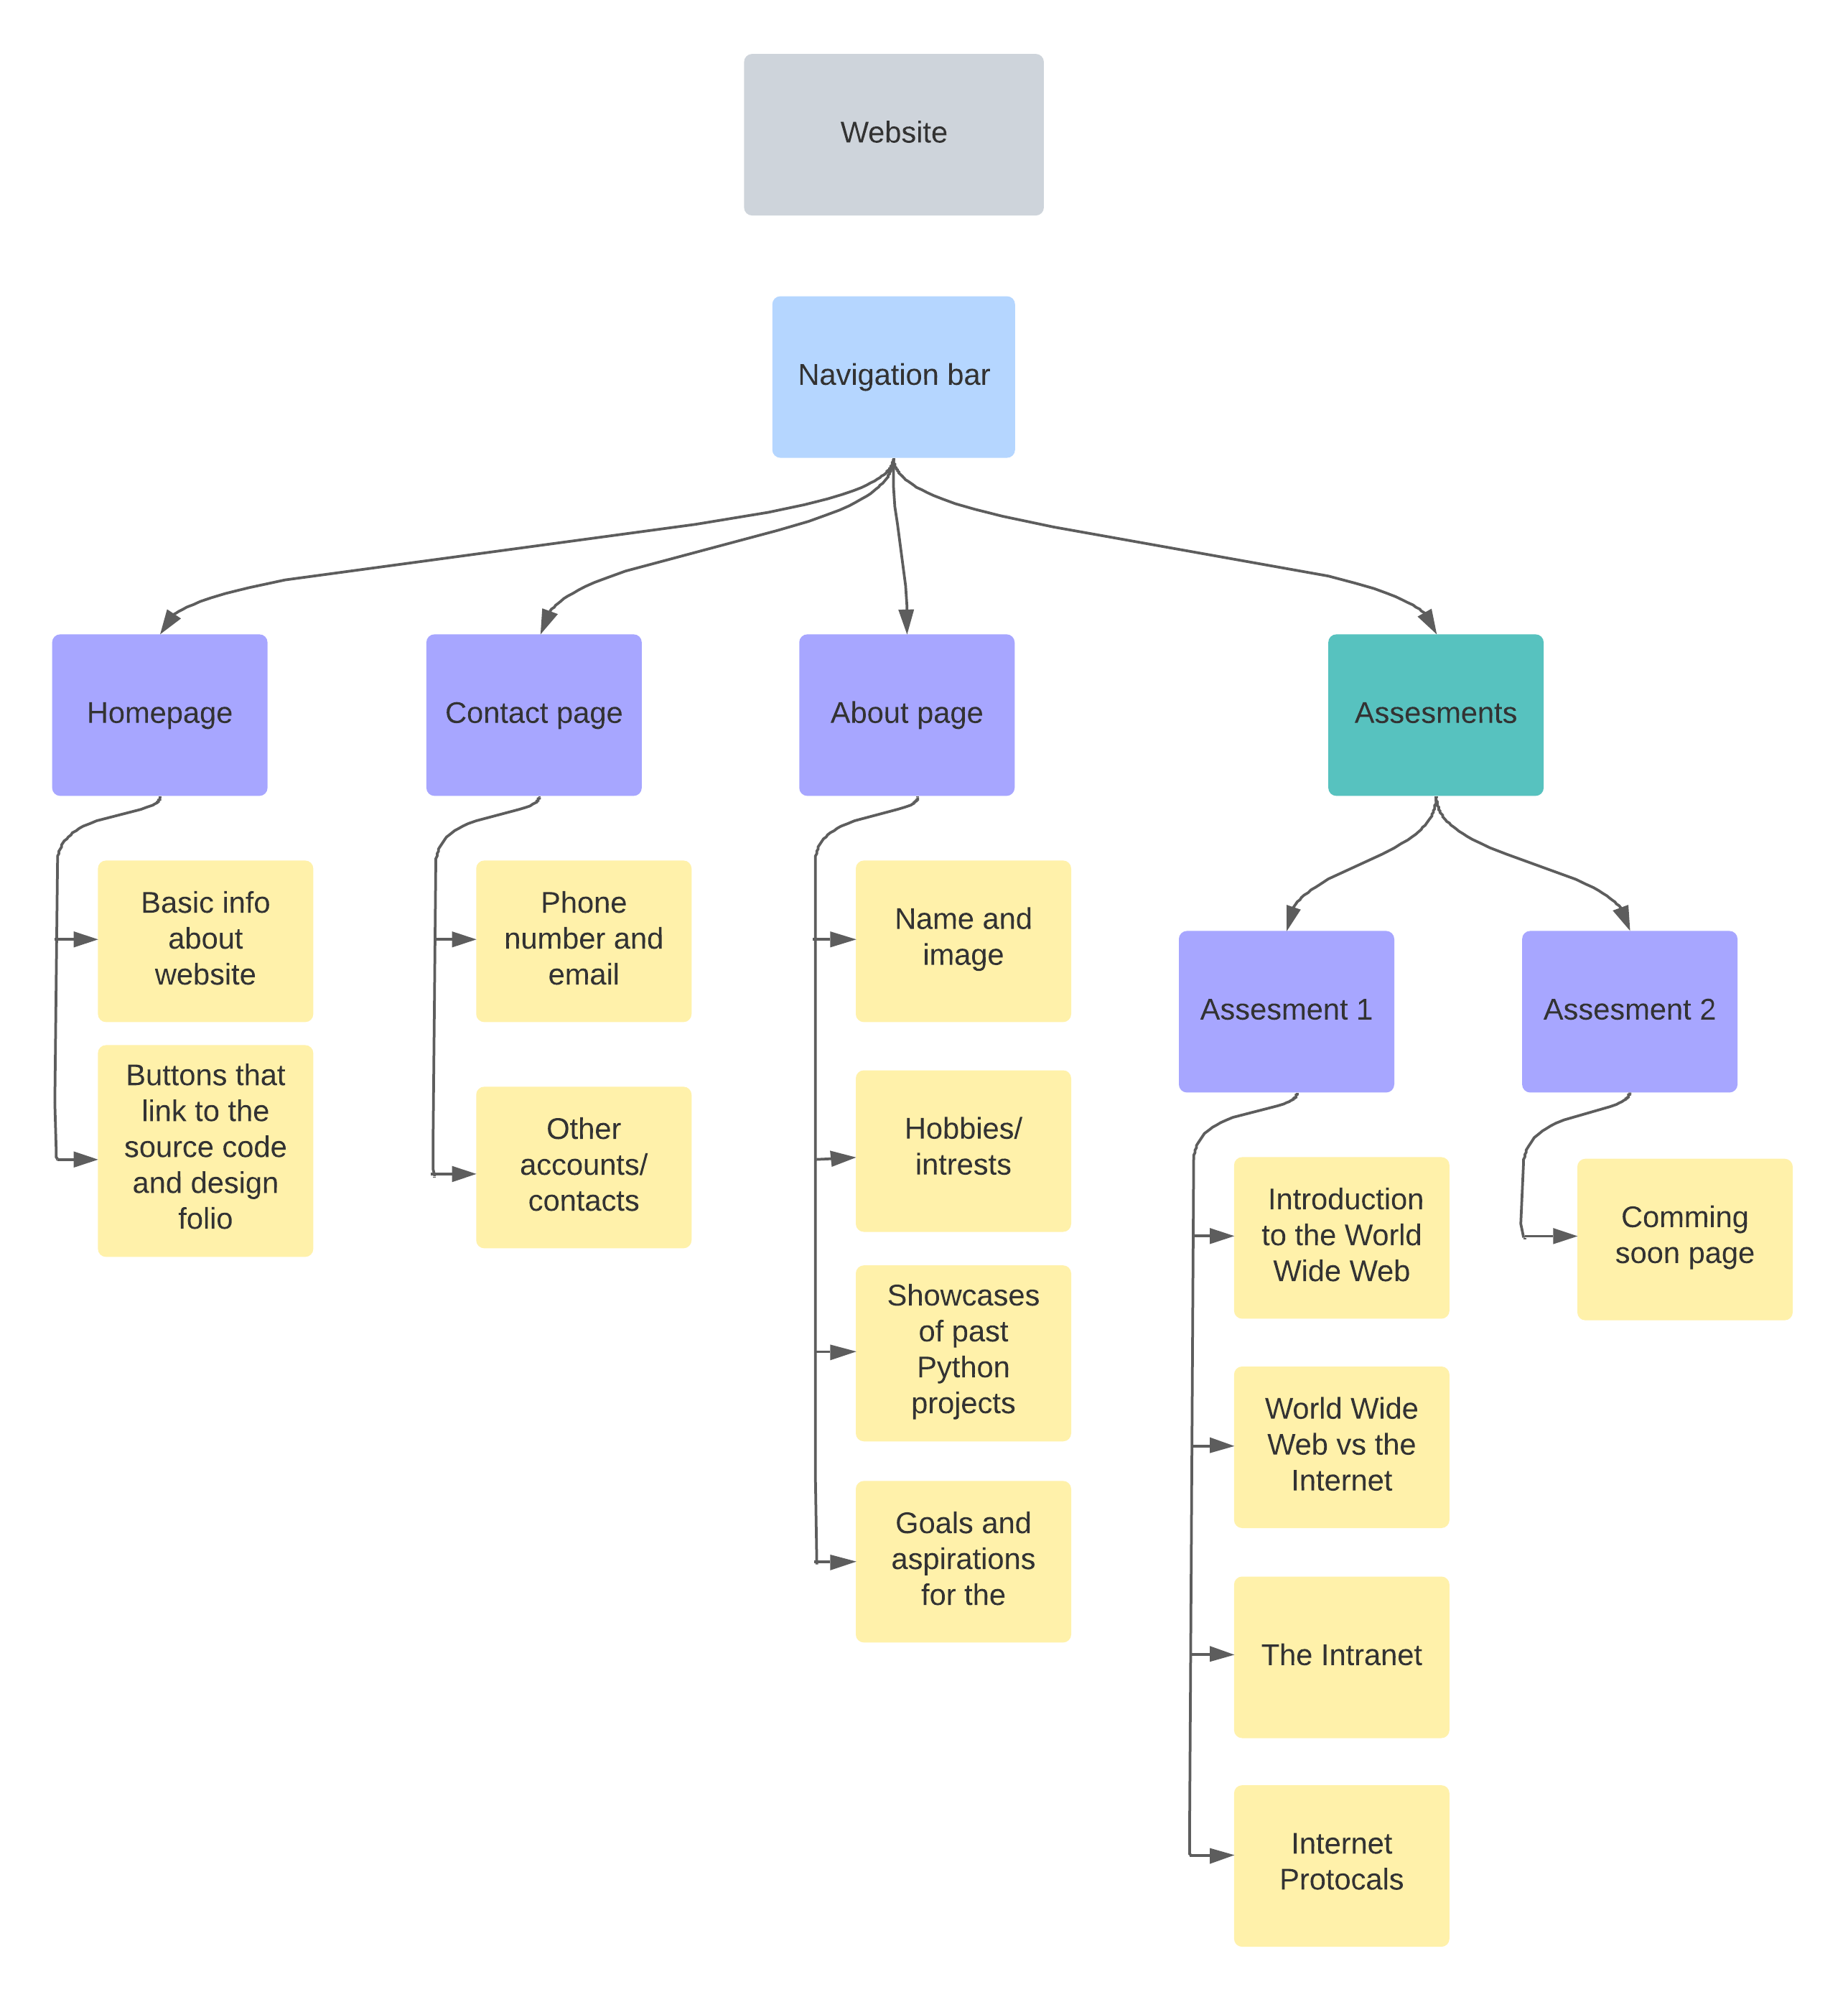 Website
Navigation bar
Homepage
Contact page
About page
Assesments
Basic info
about
website
Buttons that
link to the
source code
and design
folio
Phone
number and
email
Other
accounts/
contacts
Name and
image
Hobbies/
intrests
Showcases
of past
Python
projects
Goals and
aspirations
for the
Assesment 1
Assesment 2
Introduction
to the World
Wide Web
World Wide
Web vs the
Internet
The Intranet
Internet
Protocals
Comming
soon page